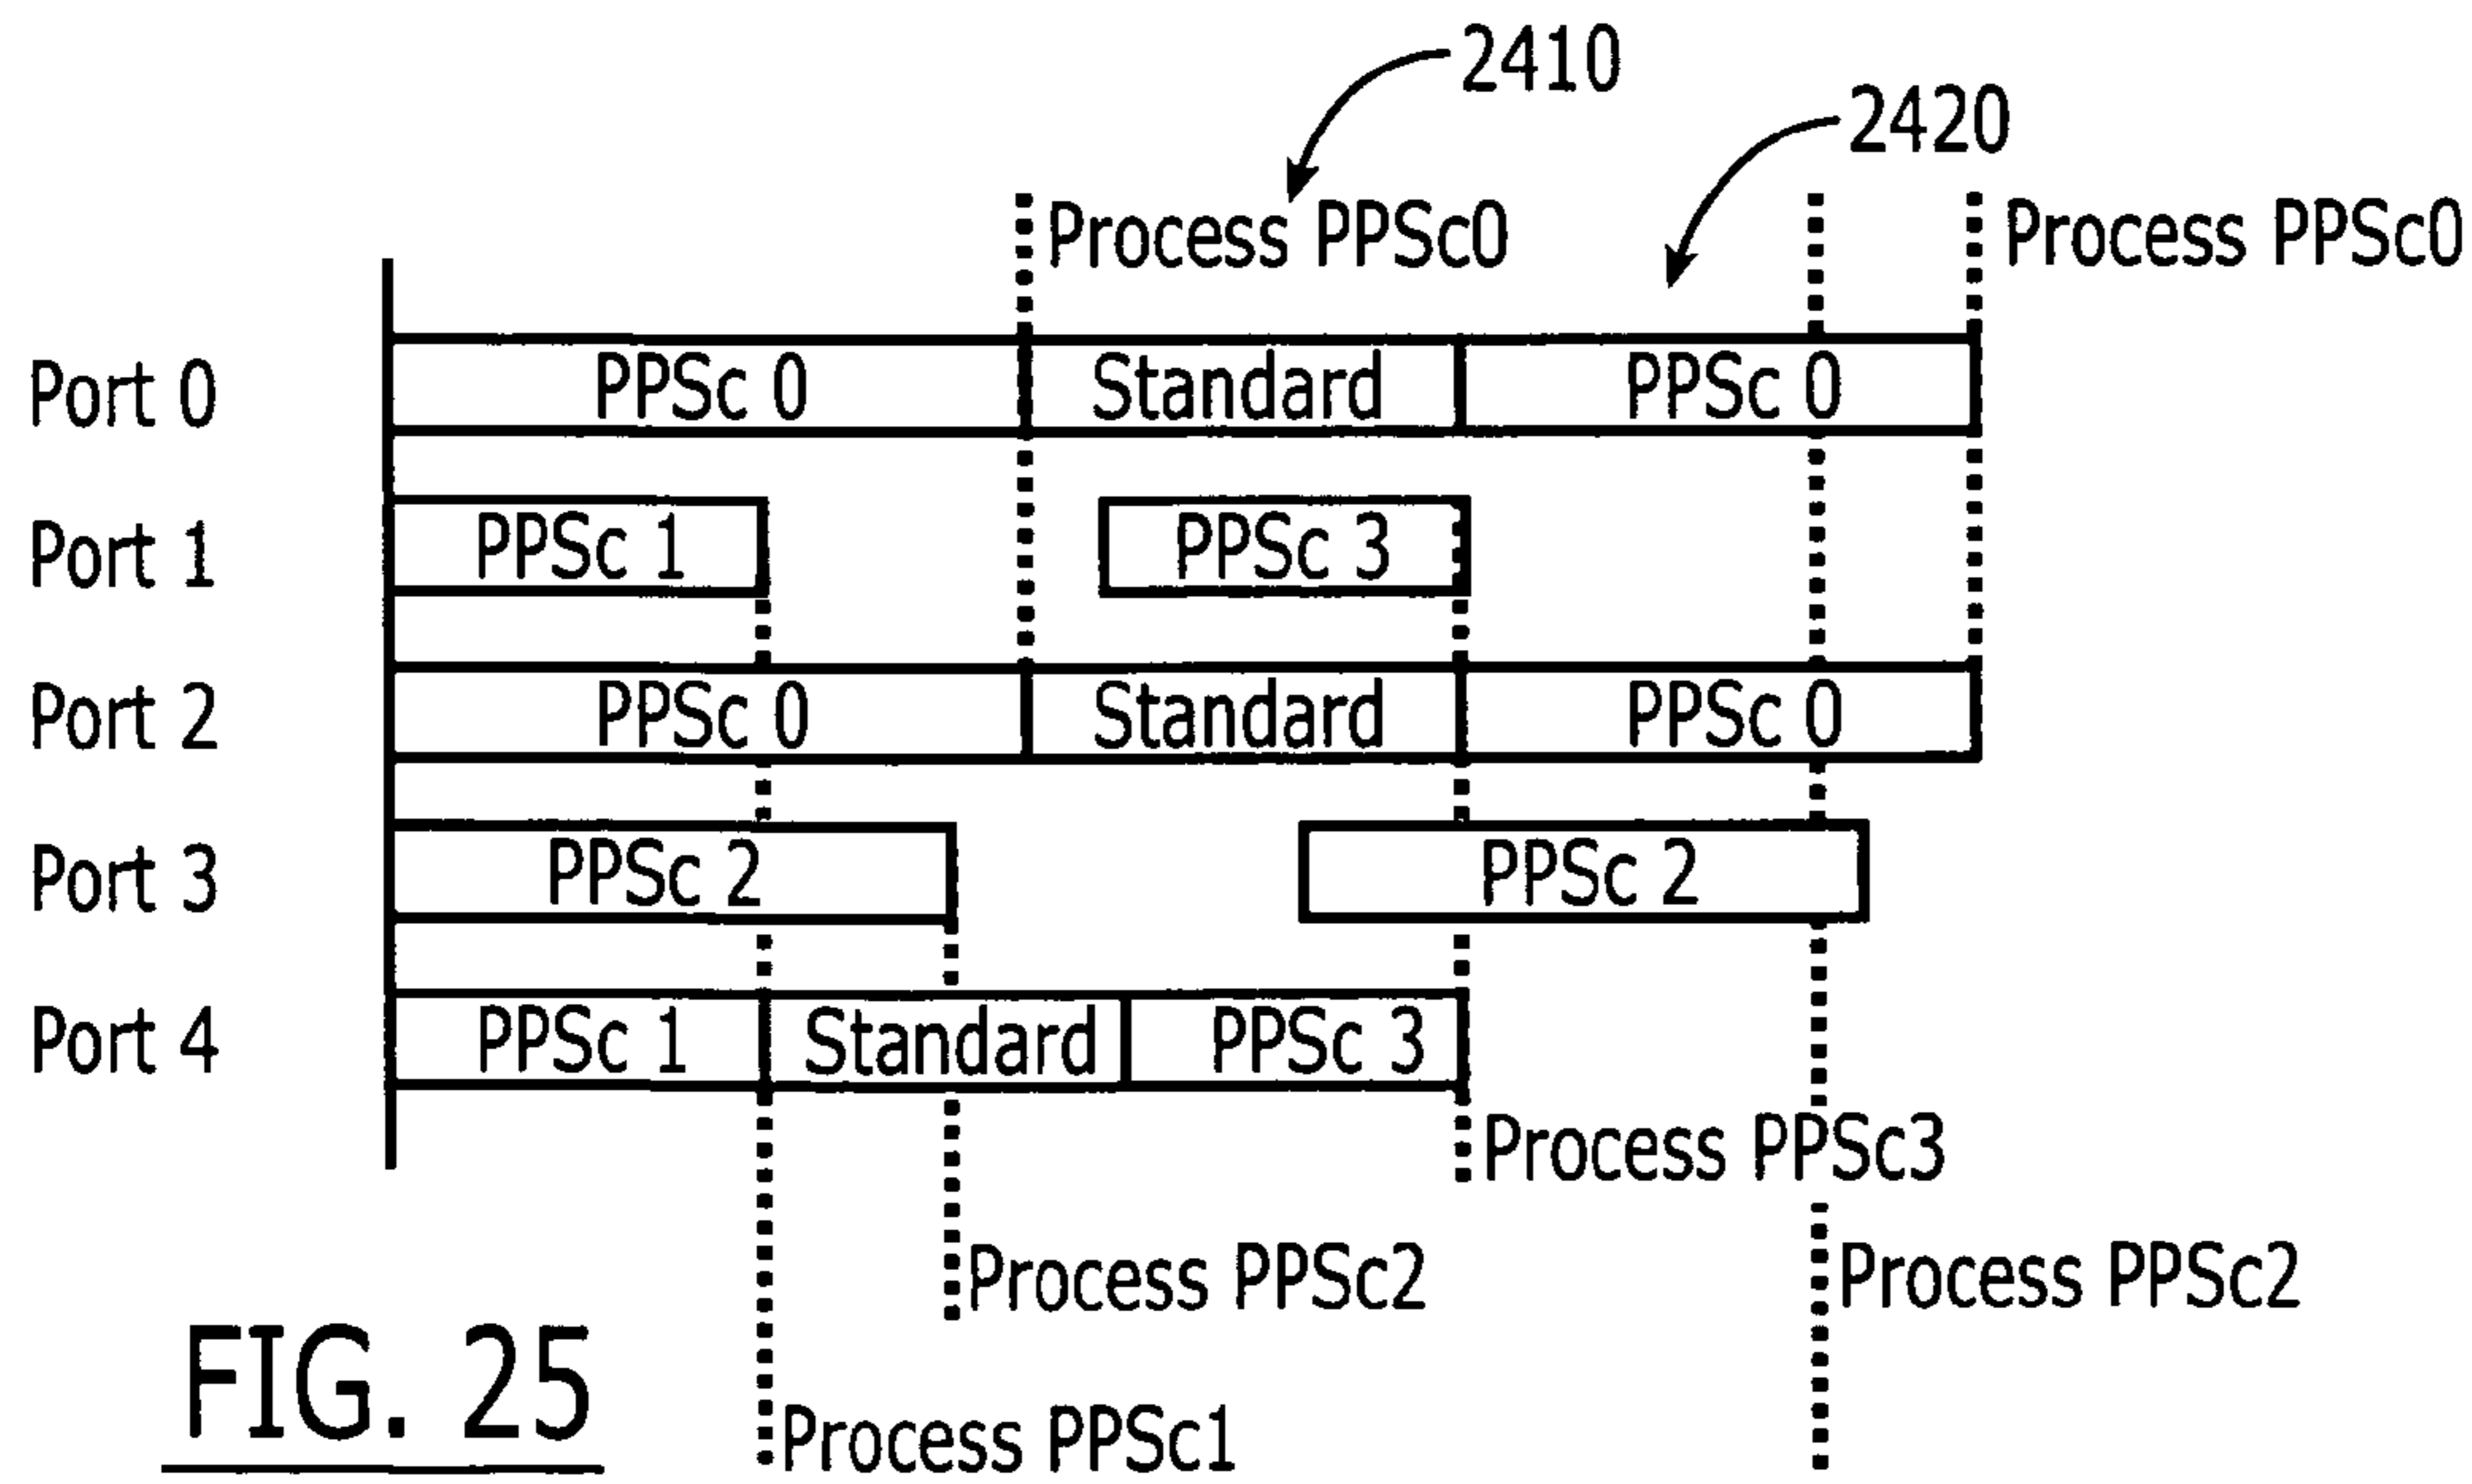 2410
2420
Process PPSc0
Process PPSc0
Port 0
PPSc 0
Standard
PPSc 0
Port 1
PPSc 1
PPSc 3
Port 2
PPSc 0
Standard
PPSc 0
Port 3
PPSc 2
PPSc 2
Port 4
PPSc 1
Standard
PPSc 3
Process PPSc3
Process PPSc2
Process PPSc2
Process PPSc1
FIG. 25